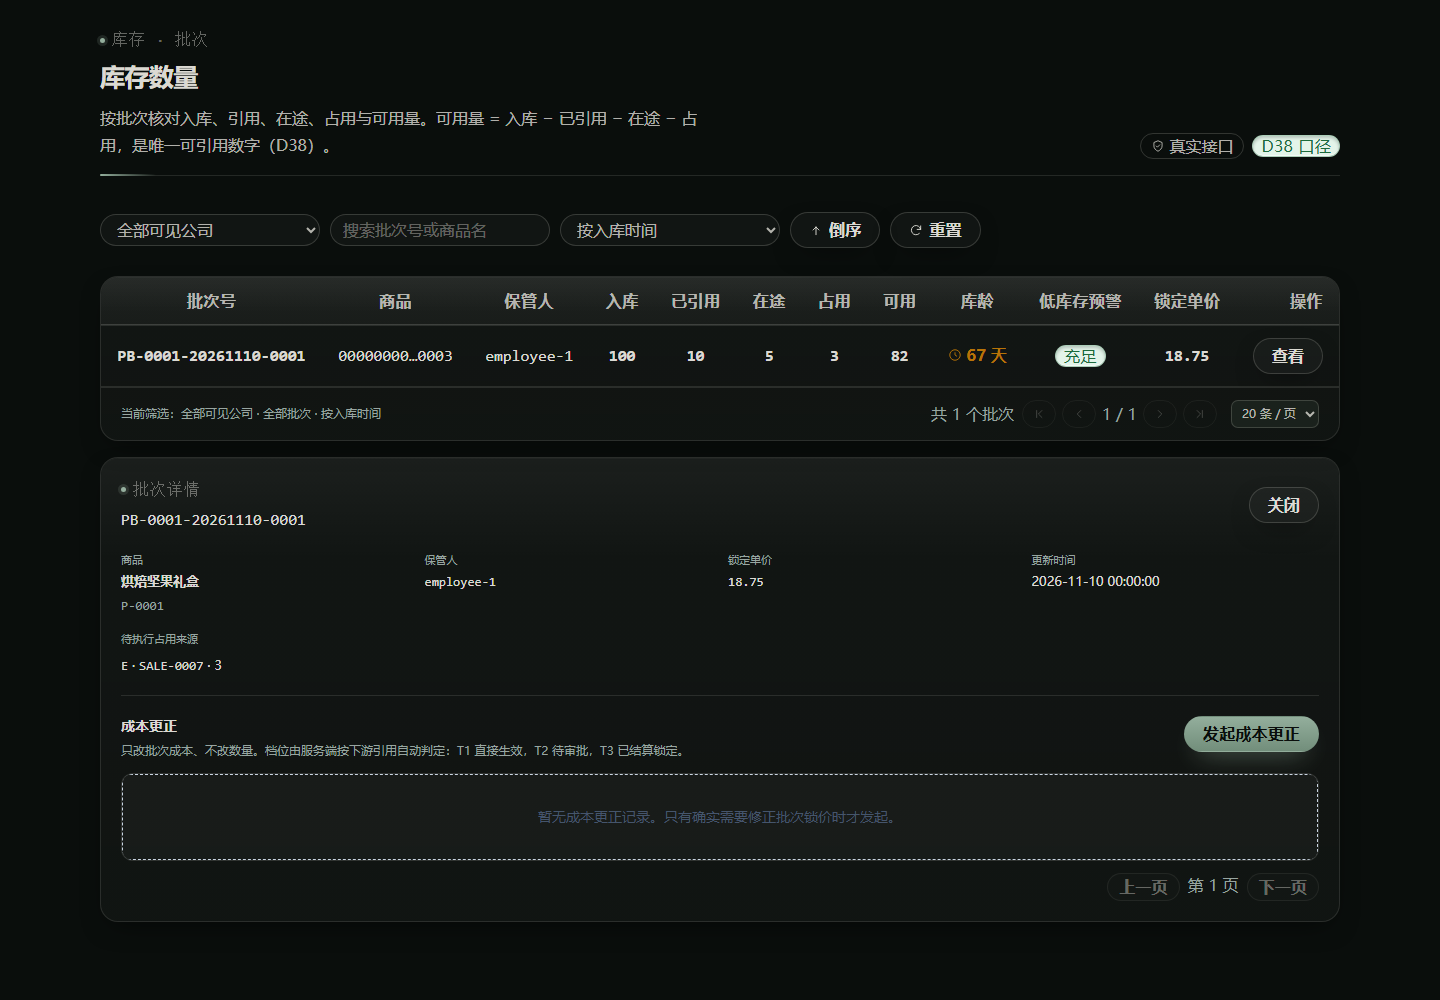 库存 · 批次
库存数量
按批次核对入库、引用、在途、占用与可用量。可用量 = 入库 − 已引用 − 在途 − 占
用，是唯一可引用数字（D38）。
真实接口 D38 口径
全部可见公司 搜索批次号或商品名 按入库时间 倒序 重置
批次号 商品 保管人 入库 已引用 在途 占用 可用 库龄 低库存预警 锁定单价 操作
PB-0001-20261110-0001 00000000…0003 employee-1 100 10 5 3 82 67 天 充足 18.75 查看
当前筛选：全部可见公司 · 全部批次 · 按入库时间 共 1 个批次 1 / 1 20 条 / 页
批次详情
PB-0001-20261110-0001 关闭
商品 保管人 锁定单价 更新时间
烘焙坚果礼盒 employee-1 18.75 2026-11-10 00:00:00
P-0001
待执行占用来源
E · SALE-0007 · 3
成本更正
只改批次成本、不改数量。档位由服务端按下游引用自动判定：T1 直接生效，T2 待审批，T3 已结算锁定。 发起成本更正
暂无成本更正记录。只有确实需要修正批次锁价时才发起。
上一页 第 1 页 下一页